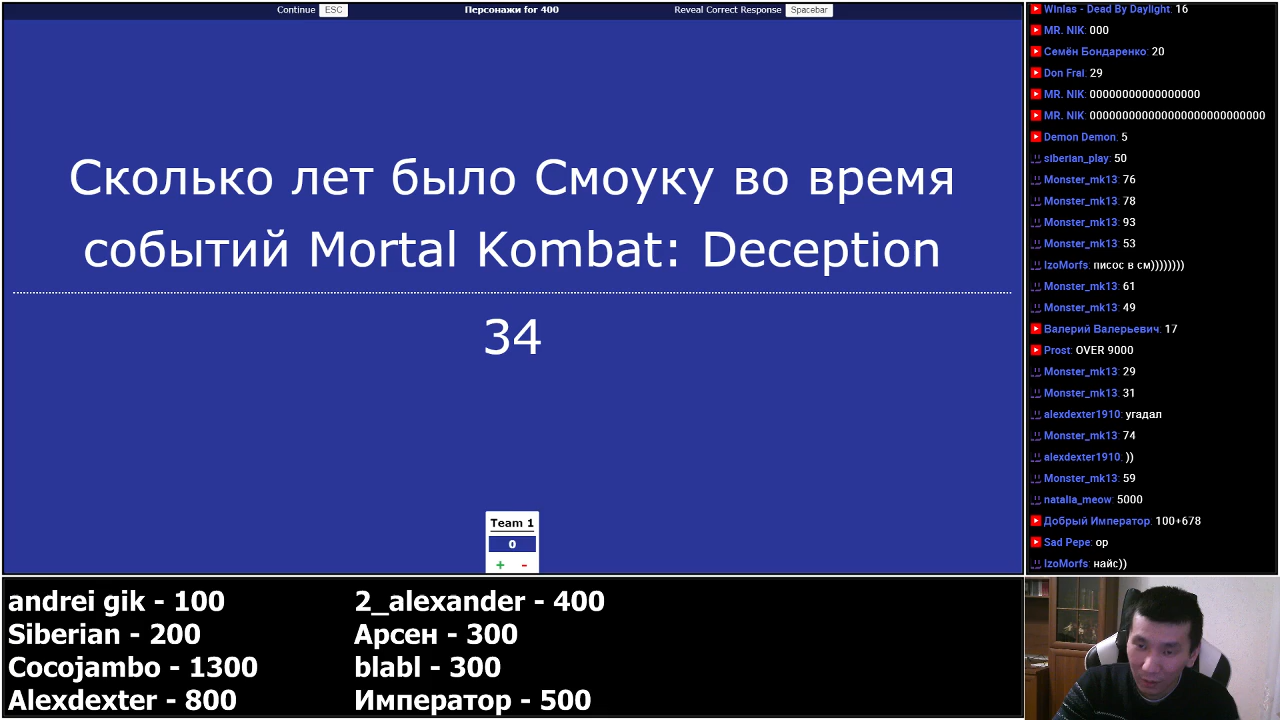 Continue ESC
Персонажи for 400
Reveal Correct Response Spacebar
Сколько лет было Смоуку во время
событий Mortal Kombat: Deception
34
Team 1
0
+ -
Winlas - Dead By Daylight: 16
MR. NIK: 000
Семён Бондаренко: 20
Don Frai: 29
MR. NIK: 00000000000000000
MR. NIK: 000000000000000000000000000
Demon Demon: 5
siberian_play: 50
Monster_mk13: 76
Monster_mk13: 78
Monster_mk13: 93
Monster_mk13: 53
IzoMorfs: писос в см))))))))
Monster_mk13: 61
Monster_mk13: 49
Валерий Валерьевич: 17
Prost: OVER 9000
Monster_mk13: 29
Monster_mk13: 31
alexdexter1910: угадал
Monster_mk13: 74
alexdexter1910: ))
Monster_mk13: 59
natalia_meow: 5000
Добрый Император: 100+678
Sad Pepe: ор
IzoMorfs: найс))
andrei gik - 100
Siberian - 200
Cocojambo - 1300
Alexdexter - 800
2_alexander - 400
Арсен - 300
blabl - 300
Император - 500